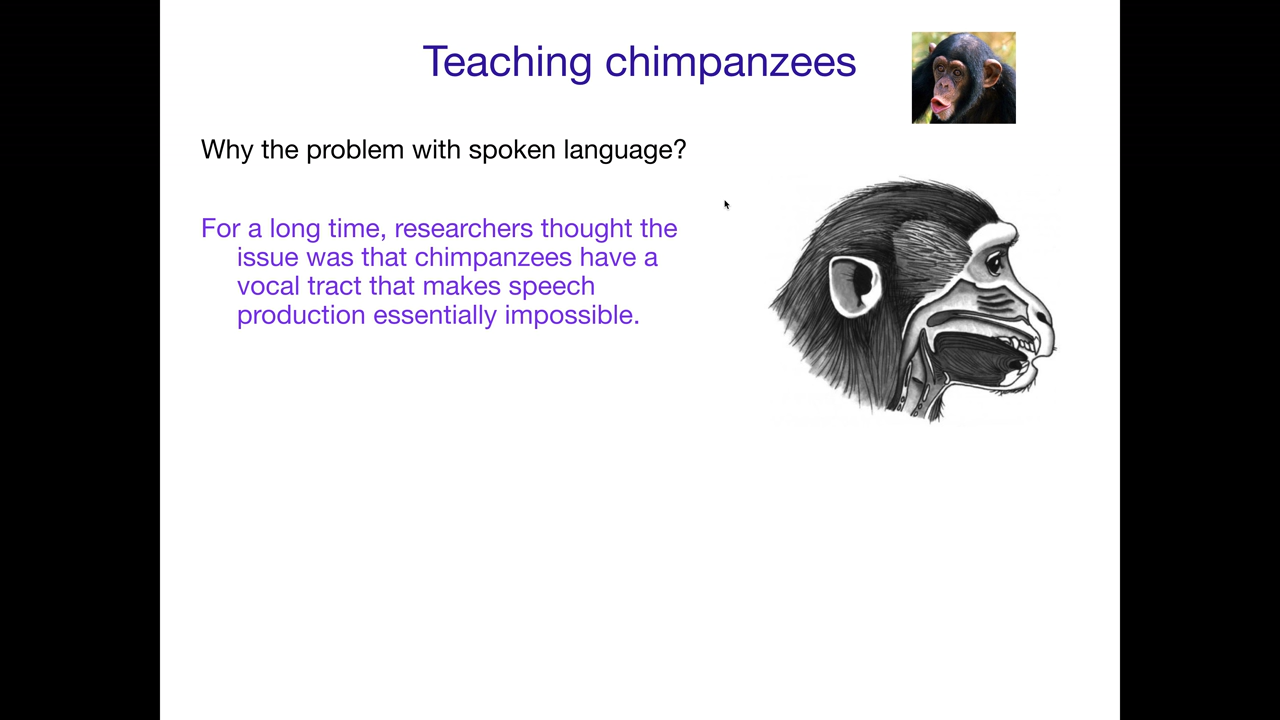 Teaching chimpanzees
Why the problem with spoken language?
For a long time, researchers thought the
issue was that chimpanzees have a
vocal tract that makes speech
production essentially impossible.